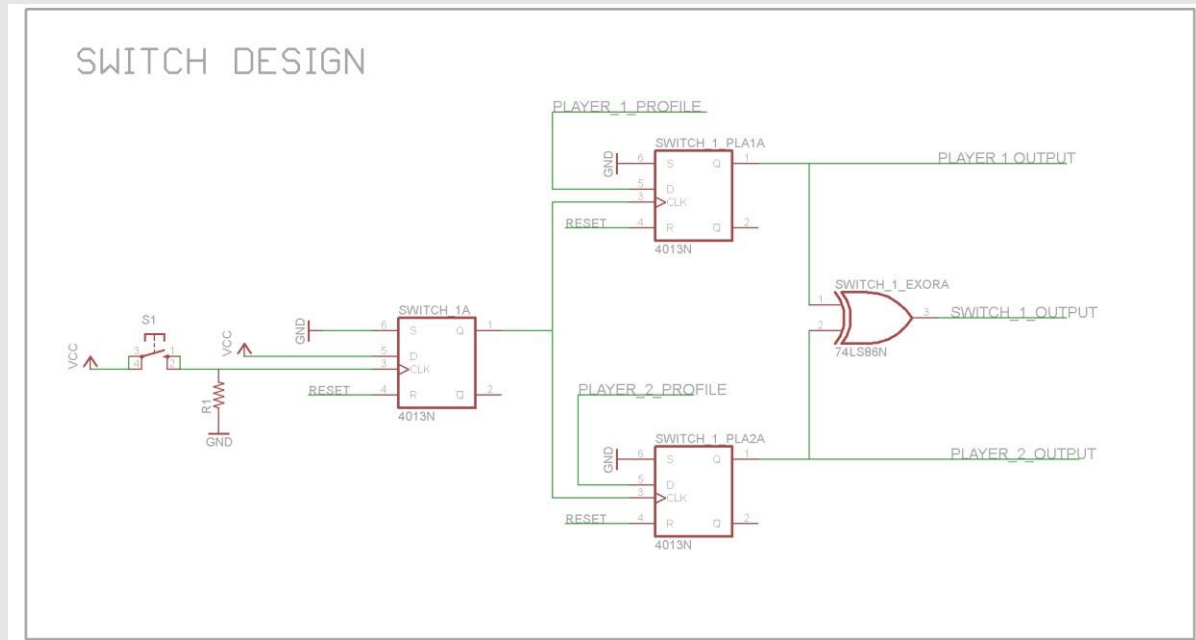 SWITCH DESIGN
PLAYER_1_PROFILE
SWITCH_1_PLA1A
GND
6 S Q 1
5 D
3 CLK
RESET 4 R Q 2
4013N
PLAYER 1 OUTPUT
SWITCH_1_EXORA
1
2
3
SWITCH_1_OUTPUT
74LS86N
S1
VCC
3 1
4 2
R1
GND
VCC
SWITCH_1A
GND
6 S Q 1
5 D
3 CLK
RESET 4 R Q 2
4013N
PLAYER_2_PROFILE
SWITCH_1_PLA2A
GND
6 S Q 1
5 D
3 CLK
RESET 4 R Q 2
4013N
PLAYER_2_OUTPUT